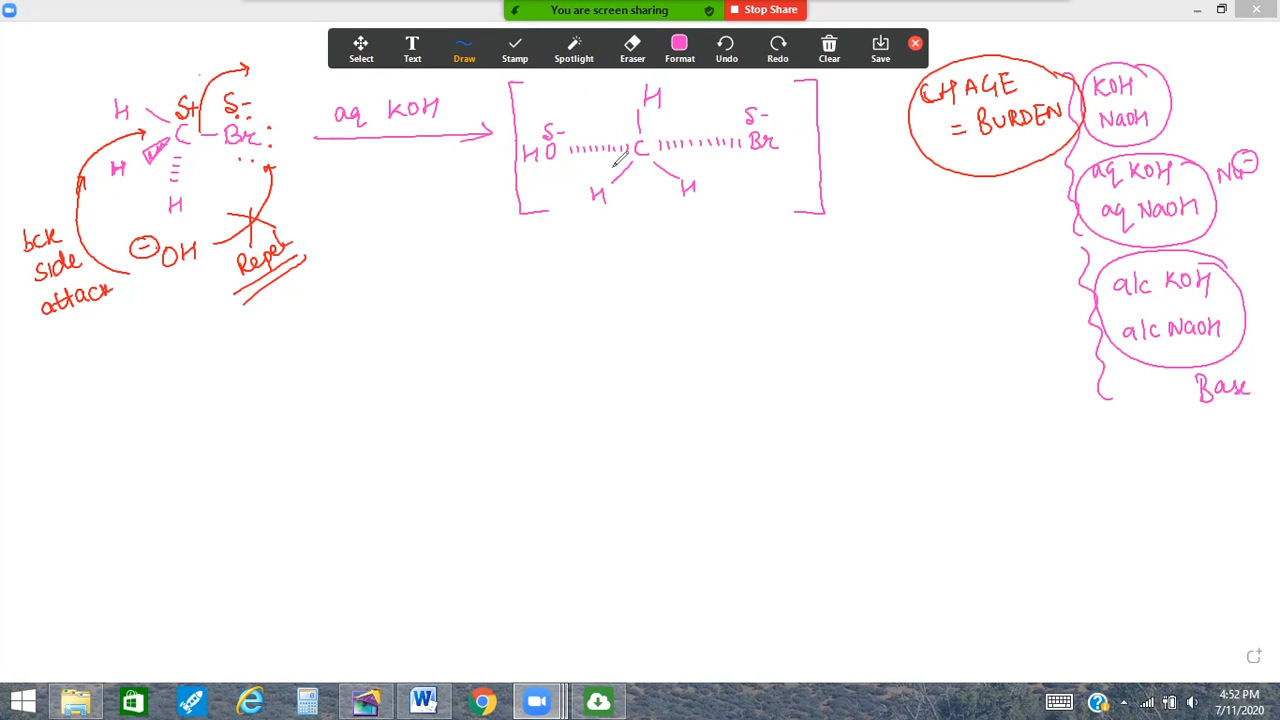 You are screen sharing
Stop Share
Select
Text
Draw
Stamp
Spotlight
Eraser
Format
Undo
Redo
Clear
Save
H
H
H
C
δ+
δ-
Br
OH
bck
side
attack
Repel
aq KOH
δ-
HO
H
C
H
H
δ-
Br
CHAGE
= BURDEN
KOH
NaOH
aq KOH
aq NaOH
Nu
alc KOH
alc NaOH
Base
4:52 PM
7/11/2020